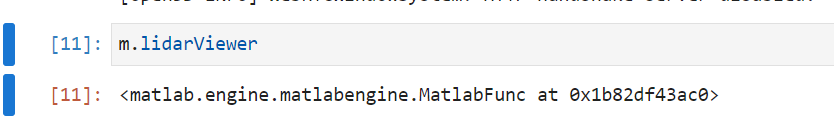 [11]: m.lidarViewer
[11]: <matlab.engine.matlabengine.MatlabFunc at 0x1b82df43ac0>